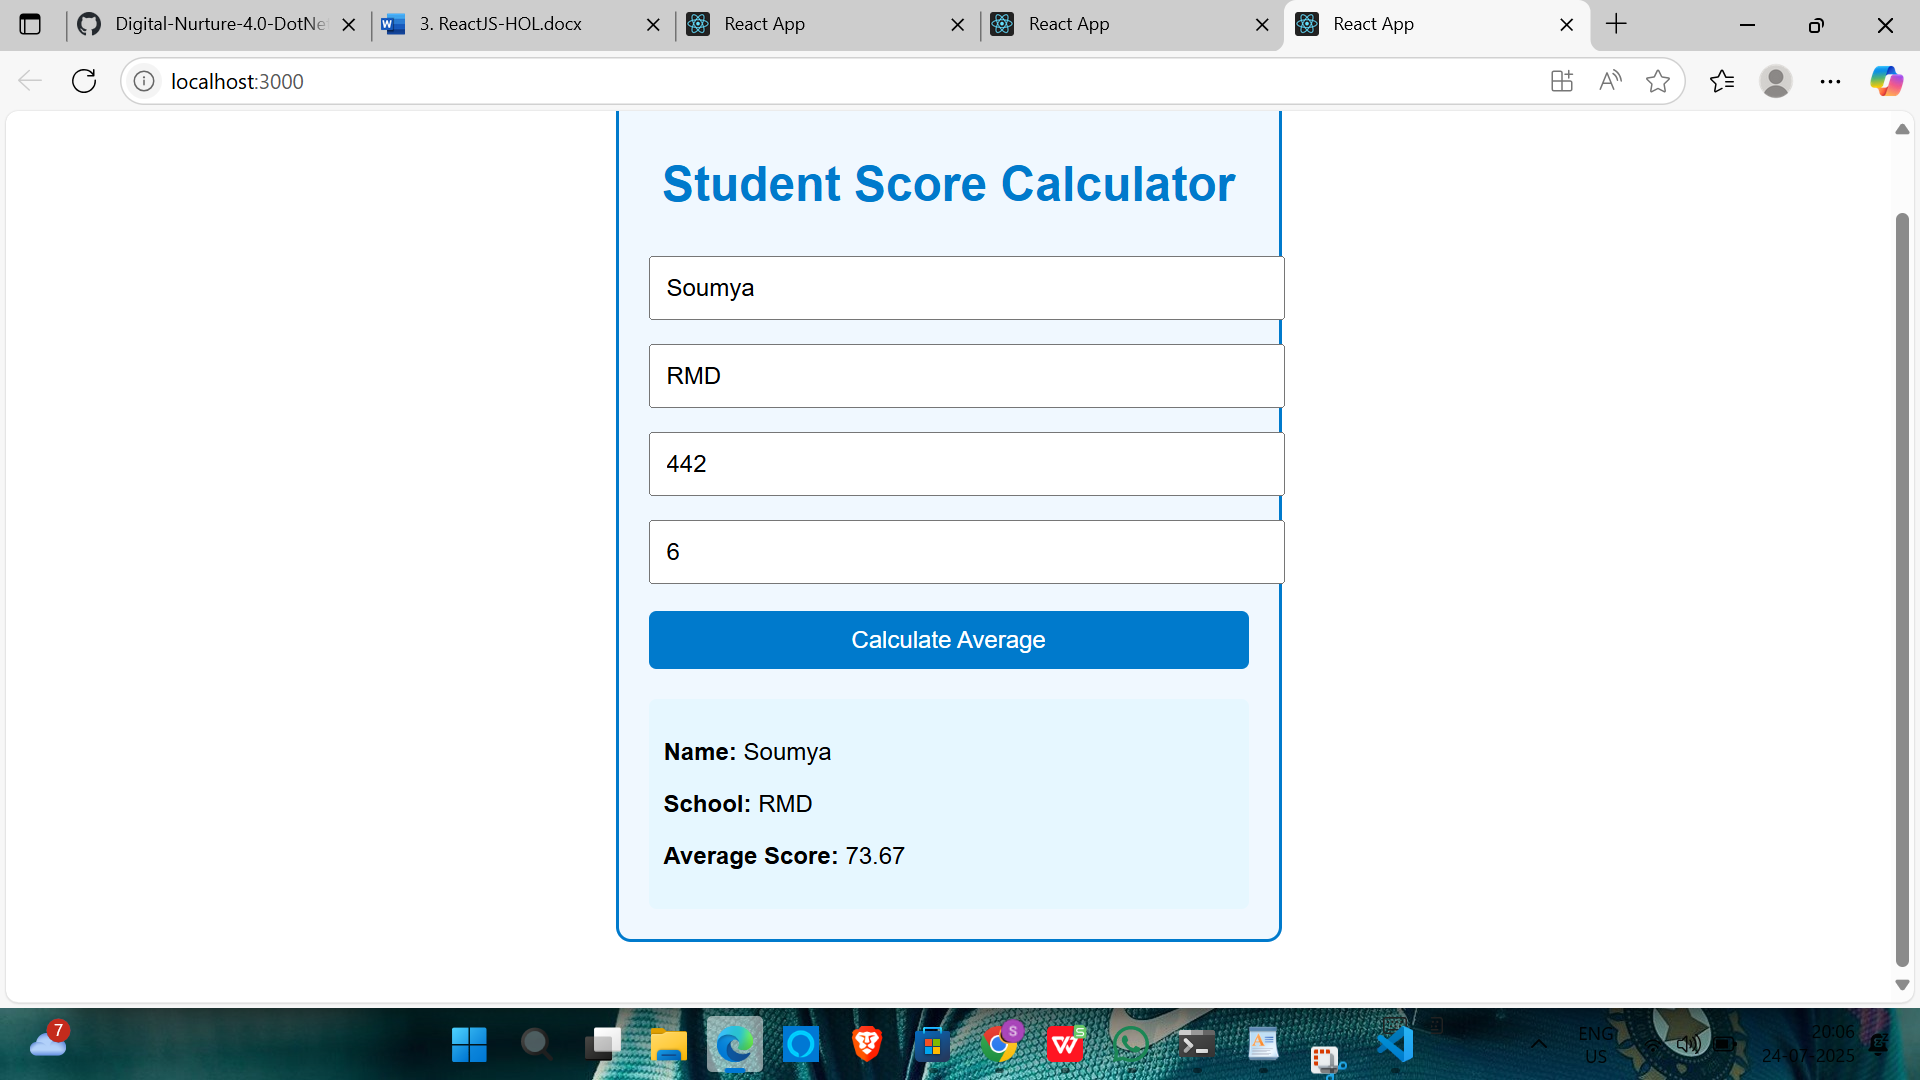 Digital-Nurture-4.0-DotNe
3. ReactJS-HOL.docx
React App
React App
React App
localhost:3000
Student Score Calculator
Soumya
RMD
442
6
Calculate Average
Name: Soumya
School: RMD
Average Score: 73.67
7
S
ENG
US
20:06
24-07-2025